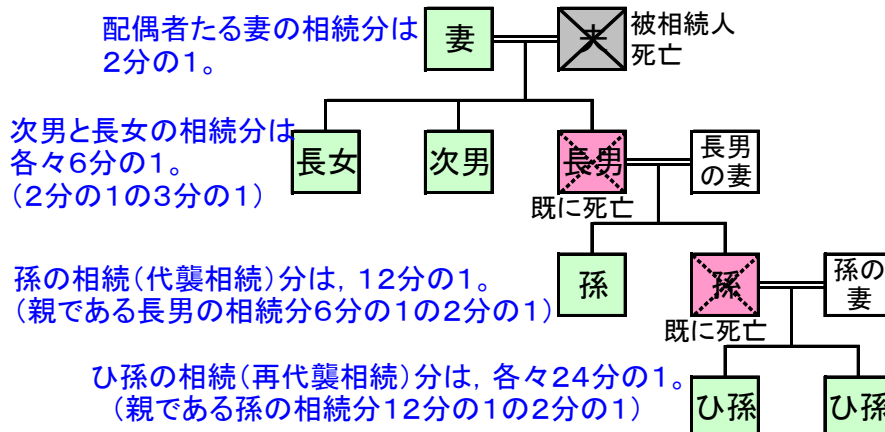 配偶者たる妻の相続分は
2分の1。
妻
夫
被相続人
死亡
次男と長女の相続分は
各々6分の1。
(2分の1の3分の1)
長女
次男
長男
長男
の妻
既に死亡
孫の相続(代襲相続)分は, 12分の1。
(親である長男の相続分6分の1の2分の1)
孫
孫
孫の
妻
既に死亡
ひ孫の相続(再代襲相続)分は, 各々24分の1。
(親である孫の相続分12分の1の2分の1)
ひ孫
ひ孫